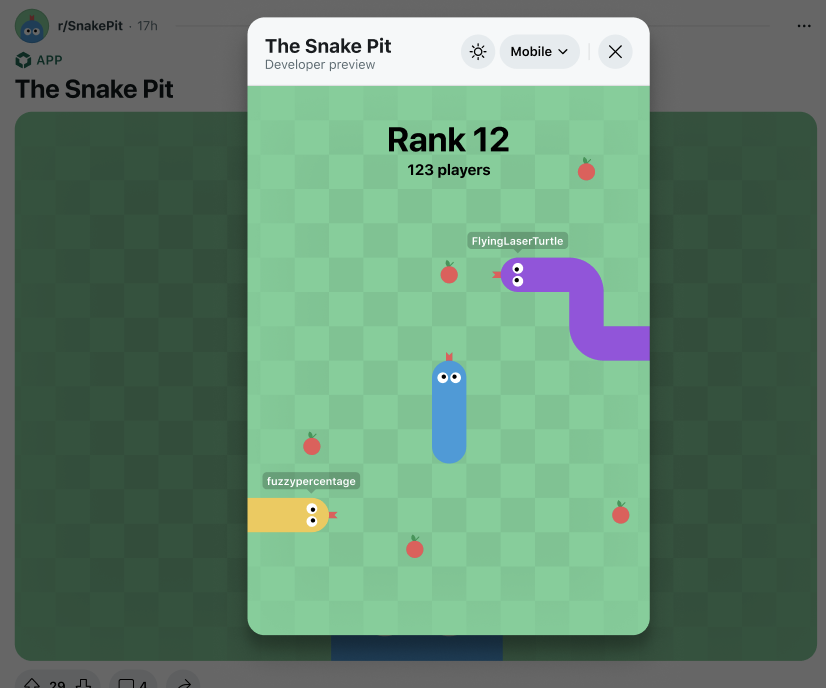 r/SnakePit · 17h
APP
The Snake Pit
The Snake Pit
Developer preview
Mobile
Rank 12
123 players
FlyingLaserTurtle
fuzzypercentage
29
4